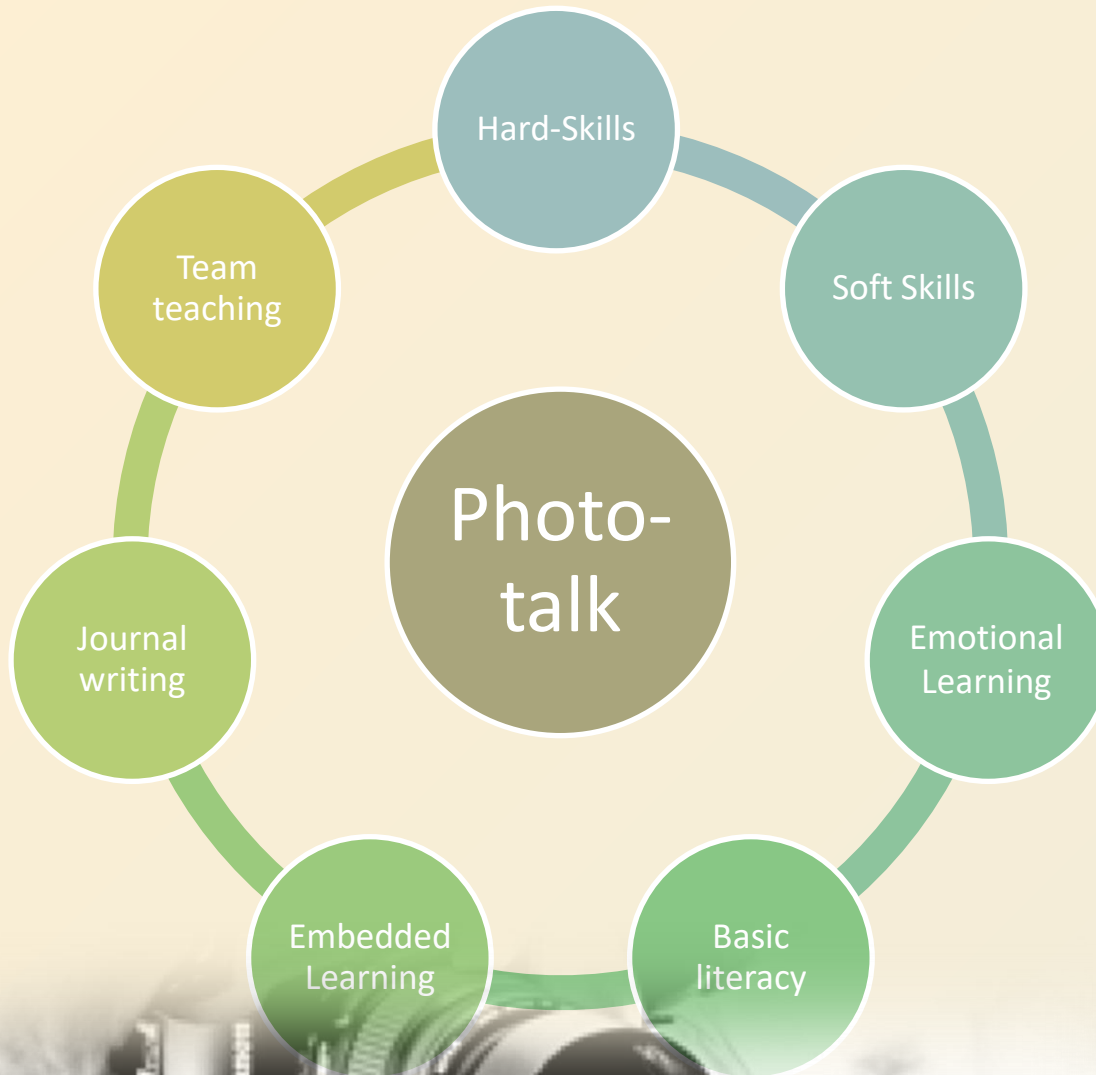 Hard-Skills
Soft Skills
Emotional
Learning
Basic
literacy
Embedded
Learning
Journal
writing
Team
teaching
Photo-
talk